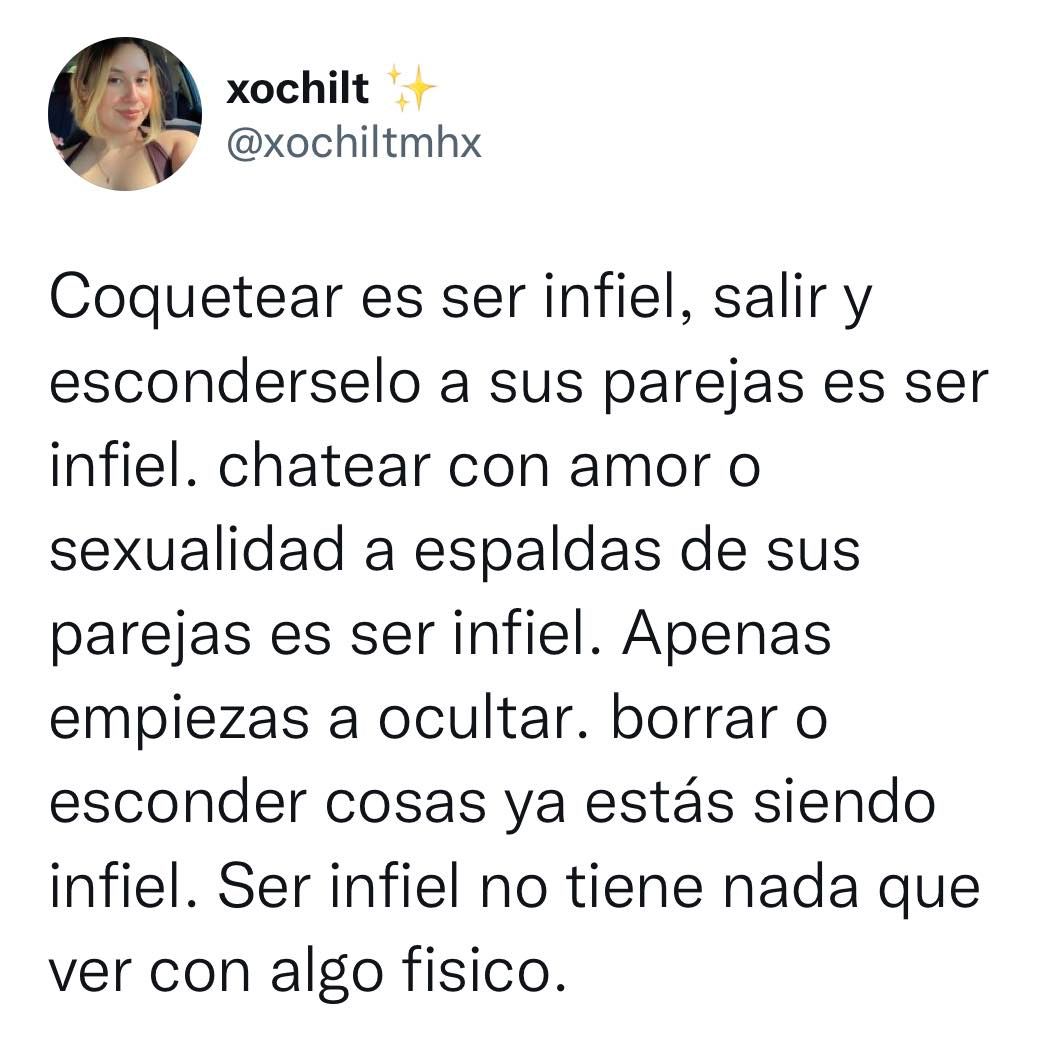 xochilt ✨
@xochiltmhx
Coquetear es ser infiel, salir y
esconderselo a sus parejas es ser
infiel. chatear con amor o
sexualidad a espaldas de sus
parejas es ser infiel. Apenas
empiezas a ocultar. borrar o
esconder cosas ya estás siendo
infiel. Ser infiel no tiene nada que
ver con algo fisico.